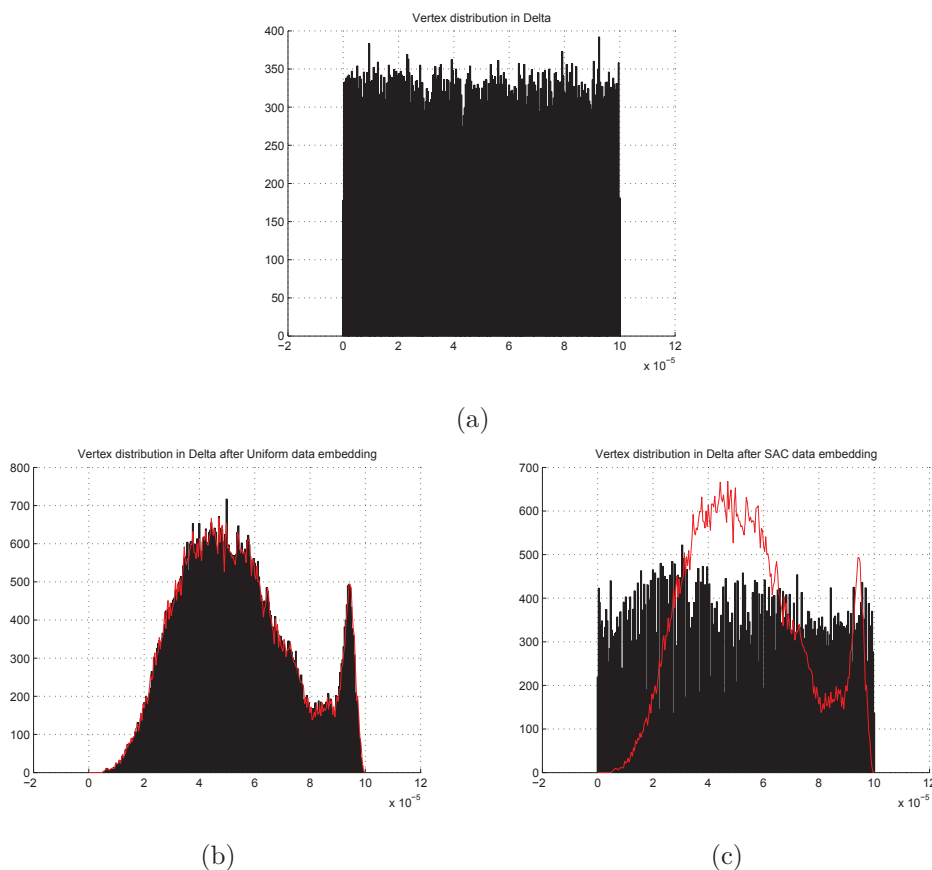 Vertex distribution in Delta
400
350
300
250
200
150
100
50
0
−2 0 2 4 6 8 10 12
x 10⁻⁵
(a)
Vertex distribution in Delta after Uniform data embedding
800
700
600
500
400
300
200
100
0
−2 0 2 4 6 8 10 12
x 10⁻⁵
(b)
Vertex distribution in Delta after SAC data embedding
700
600
500
400
300
200
100
0
−2 0 2 4 6 8 10 12
x 10⁻⁵
(c)